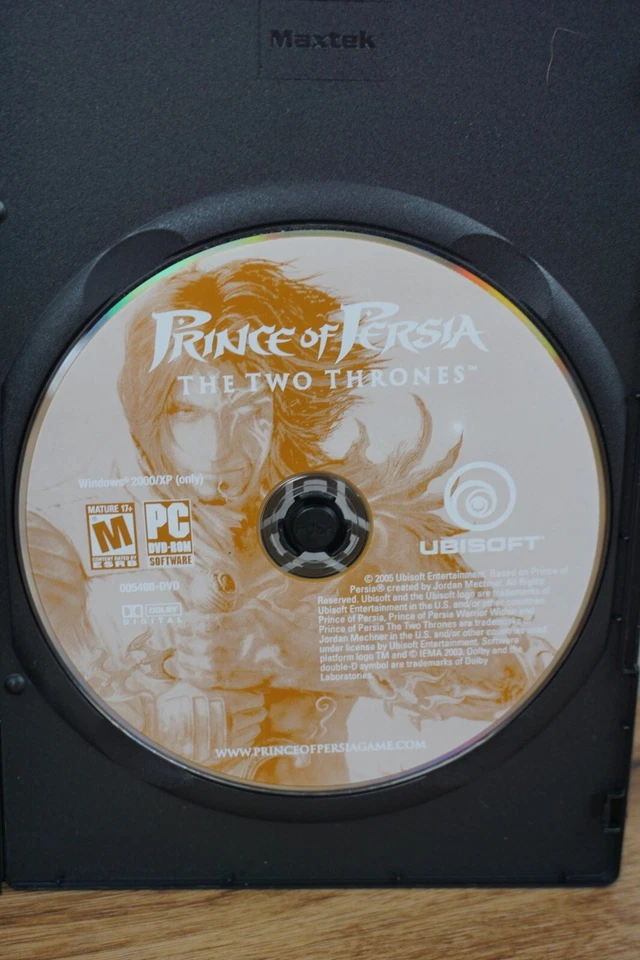 Maxtek
PRINCE OF PERSIA
THE TWO THRONES™
Windows® 2000/XP (only)
MATURE 17+
M
CONTENT RATED BY
ESRB
PC
DVD-ROM
SOFTWARE
UBISOFT™
DOLBY
DIGITAL
© 2005 Ubisoft Entertainment. Based on Prince of
Persia® created by Jordan Mechner. All Rights
Reserved. Ubisoft and the Ubisoft logo are trademarks of
Ubisoft Entertainment in the U.S. and/or other countries.
Prince of Persia, Prince of Persia Warrior Within and
Prince of Persia The Two Thrones are trademarks of
Jordan Mechner in the U.S. and/or other countries used
under license by Ubisoft Entertainment. Software
platform logo TM and © IEMA 2003. Dolby and the
double-D symbol are trademarks of Dolby
Laboratories.
WWW.PRINCEOFPERSIAGAME.COM